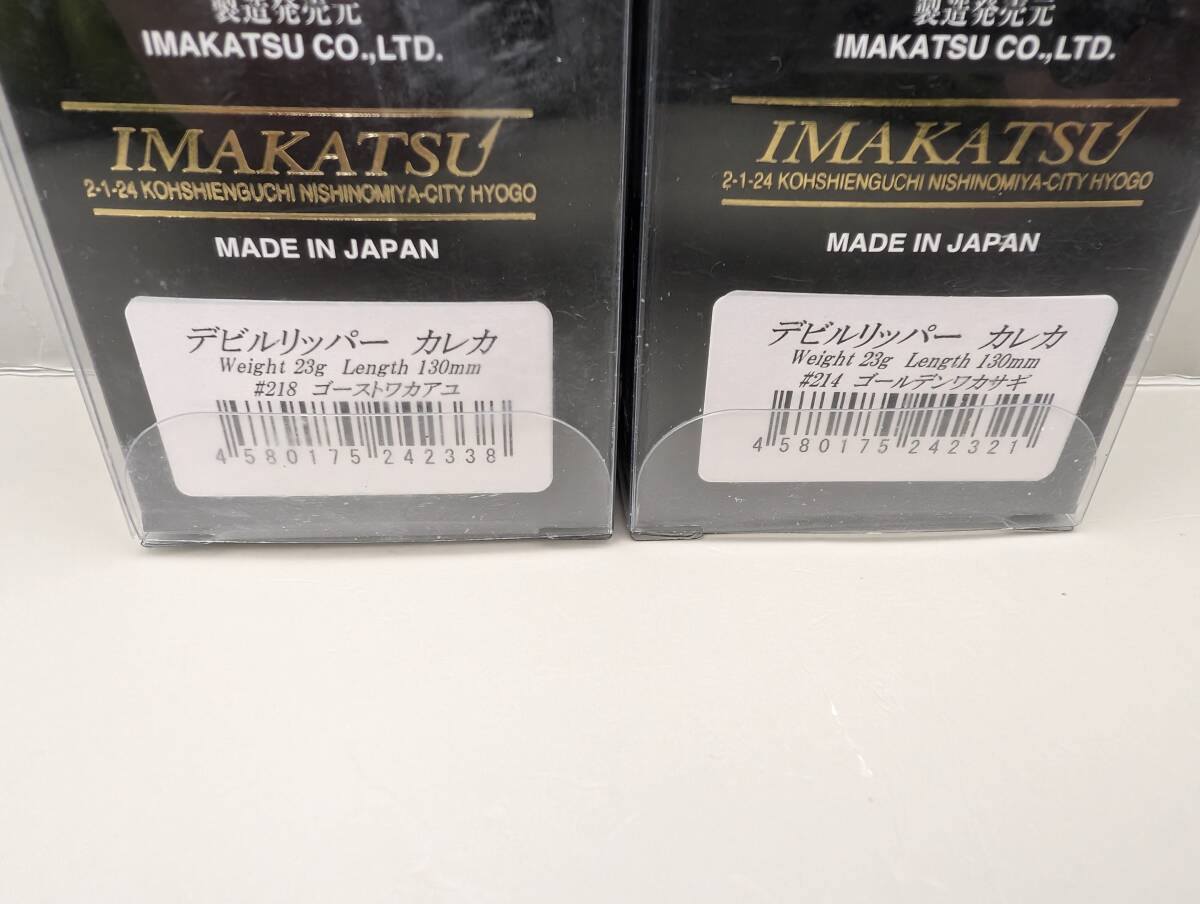 製造発売元
IMAKATSU CO.,LTD.
IMAKATSU
2-1-24 KOHSHIENGUCHI NISHINOMIYA-CITY HYOGO
MADE IN JAPAN
デビルリッパー カレカ
Weight 23g Length 130mm
#218 ゴーストワカアユ
4 580175 242338
製造発売元
IMAKATSU CO.,LTD.
IMAKATSU
2-1-24 KOHSHIENGUCHI NISHINOMIYA-CITY HYOGO
MADE IN JAPAN
デビルリッパー カレカ
Weight 23g Length 130mm
#214 ゴールデンワカサギ
4 580175 242321